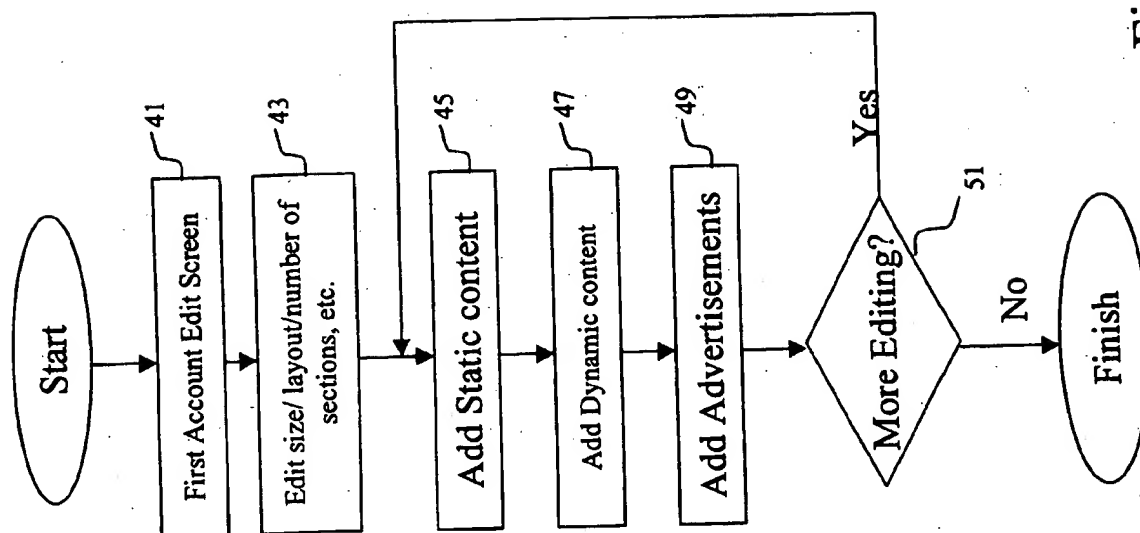 Start
41
First Account Edit Screen
43
Edit size/ layout/number of
sections, etc.
45
Add Static content
47
Add Dynamic content
49
Add Advertisements
More Editing?
51
Yes
No
Finish